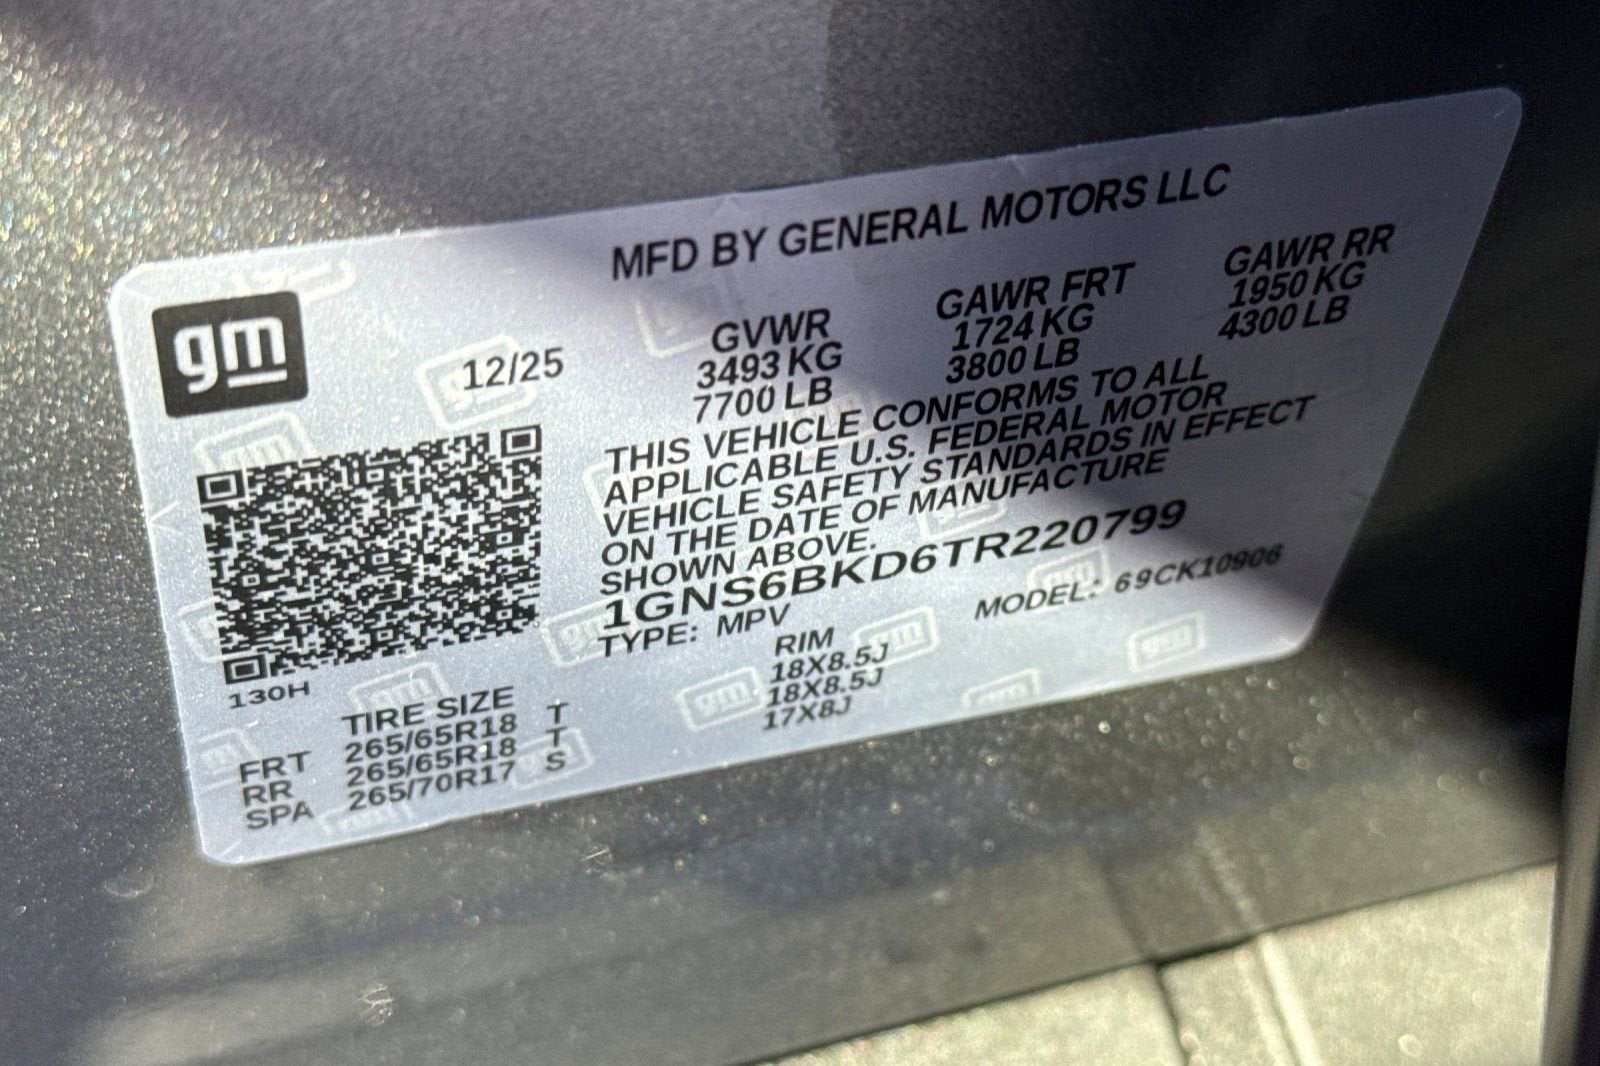 MFD BY GENERAL MOTORS LLC
gm
12/25
GVWR GAWR FRT GAWR RR
3493 KG 1724 KG 1950 KG
7700 LB 3800 LB 4300 LB
THIS VEHICLE CONFORMS TO ALL
APPLICABLE U.S. FEDERAL MOTOR
VEHICLE SAFETY STANDARDS IN EFFECT
ON THE DATE OF MANUFACTURE
SHOWN ABOVE.
1GNS6BKD6TR220799
TYPE: MPV MODEL: 69CK10906
130H
TIRE SIZE RIM
FRT 265/65R18 T 18X8.5J
RR 265/65R18 T 18X8.5J
SPA 265/70R17 S 17X8J